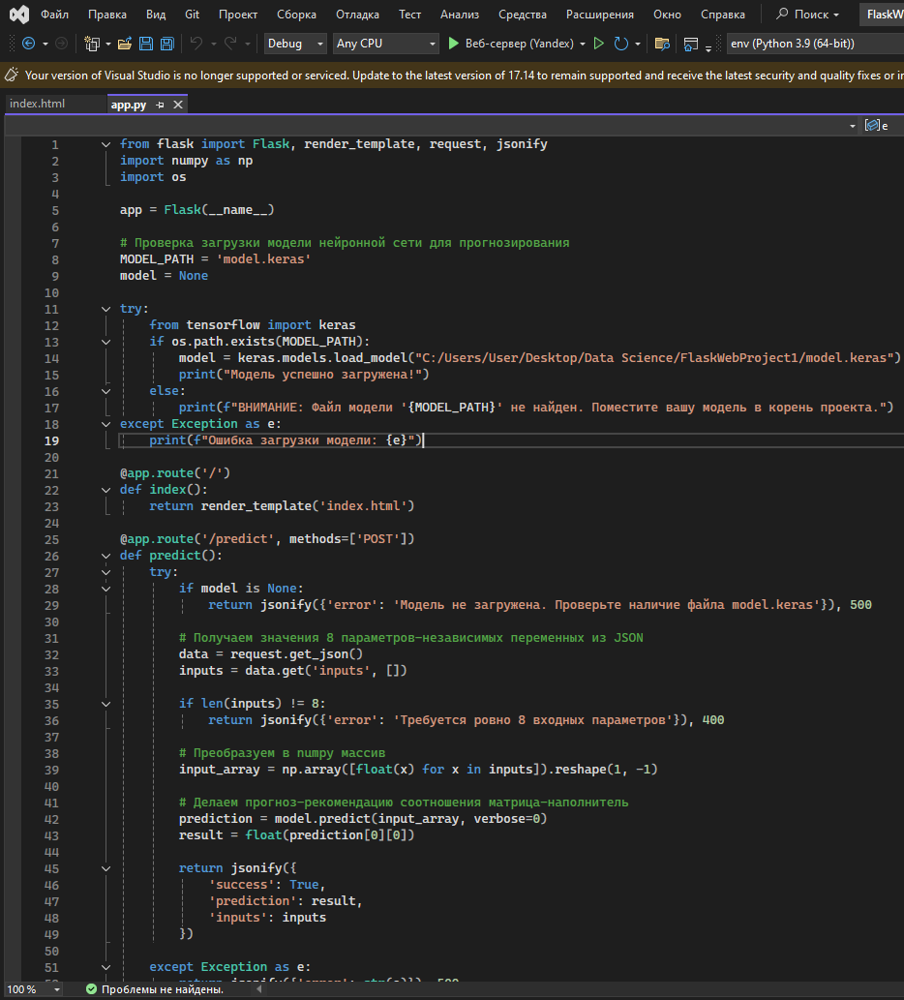 Файл Правка Вид Git Проект Сборка Отладка Тест Анализ Средства Расширения Окно Справка Поиск FlaskW
Debug Any CPU Веб-сервер (Yandex) env (Python 3.9 (64-bit))
Your version of Visual Studio is no longer supported or serviced. Update to the latest version of 17.14 to remain supported and receive the latest security and quality fixes or
index.html app.py
e
1 from flask import Flask, render_template, request, jsonify
2 import numpy as np
3 import os
4
5 app = Flask(__name__)
6
7 # Проверка загрузки модели нейронной сети для прогнозирования
8 MODEL_PATH = 'model.keras'
9 model = None
10
11 try:
12     from tensorflow import keras
13     if os.path.exists(MODEL_PATH):
14         model = keras.models.load_model("C:/Users/User/Desktop/Data Science/FlaskWebProject1/model.keras")
15         print("Модель успешно загружена!")
16     else:
17         print(f"ВНИМАНИЕ: Файл модели '{MODEL_PATH}' не найден. Поместите вашу модель в корень проекта.")
18 except Exception as e:
19     print(f"Ошибка загрузки модели: {e}")
20
21 @app.route('/')
22 def index():
23     return render_template('index.html')
24
25 @app.route('/predict', methods=['POST'])
26 def predict():
27     try:
28         if model is None:
29             return jsonify({'error': 'Модель не загружена. Проверьте наличие файла model.keras'}), 500
30
31         # Получаем значения 8 параметров-независимых переменных из JSON
32         data = request.get_json()
33         inputs = data.get('inputs', [])
34
35         if len(inputs) != 8:
36             return jsonify({'error': 'Требуется ровно 8 входных параметров'}), 400
37
38         # Преобразуем в numpy массив
39         input_array = np.array([float(x) for x in inputs]).reshape(1, -1)
40
41         # Делаем прогноз-рекомендацию соотношения матрица-наполнитель
42         prediction = model.predict(input_array, verbose=0)
43         result = float(prediction[0][0])
44
45         return jsonify({
46             'success': True,
47             'prediction': result,
48             'inputs': inputs
49         })
50
51     except Exception as e:
100 % Проблемы не найдены.